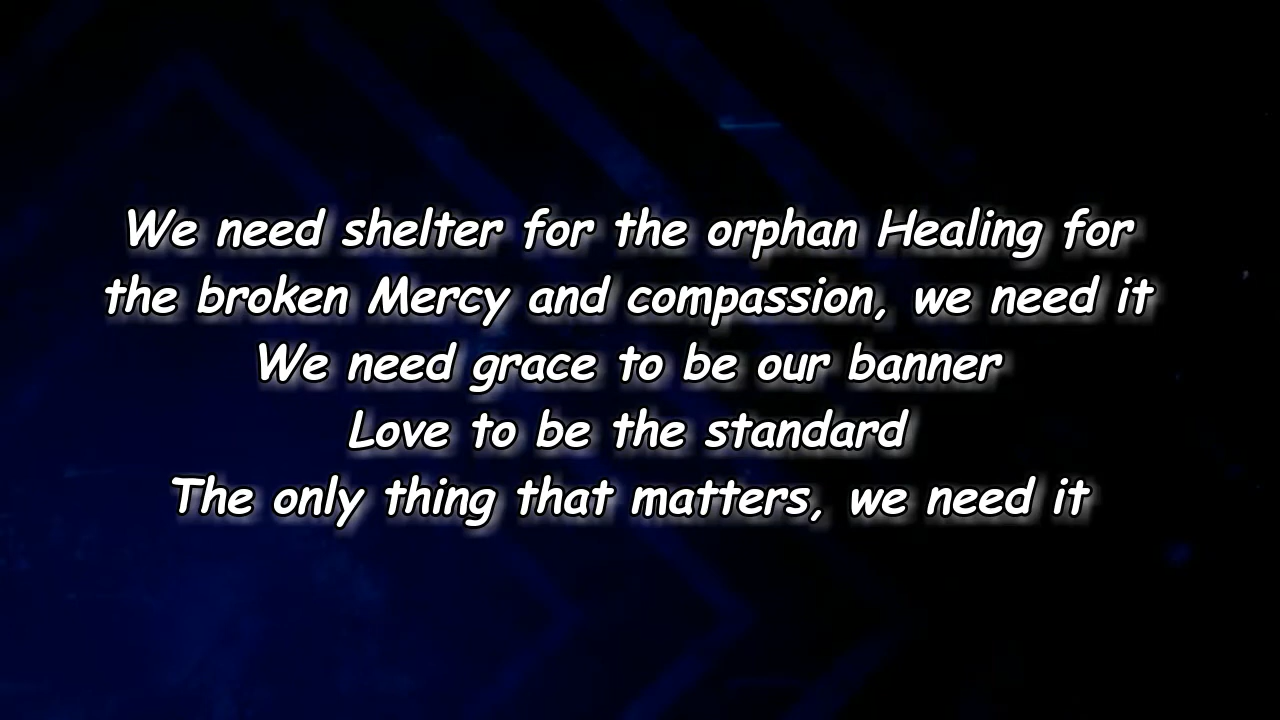 We need shelter for the orphan Healing for
the broken Mercy and compassion, we need it
We need grace to be our banner
Love to be the standard
The only thing that matters, we need it